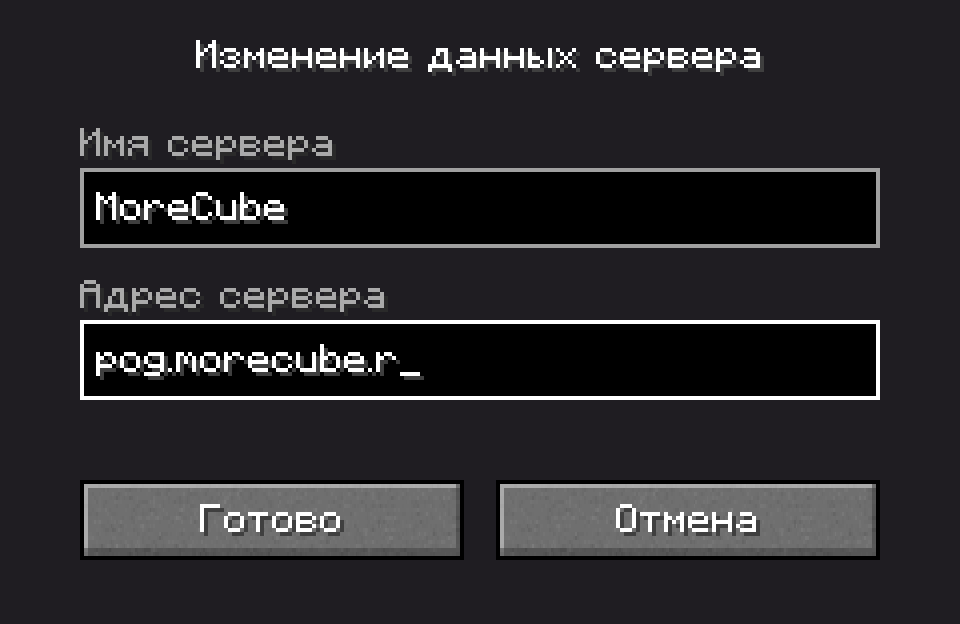 Изменение данных сервера
Имя сервера
MoreCube
Адрес сервера
pog.morecube.r_
Готово
Отмена